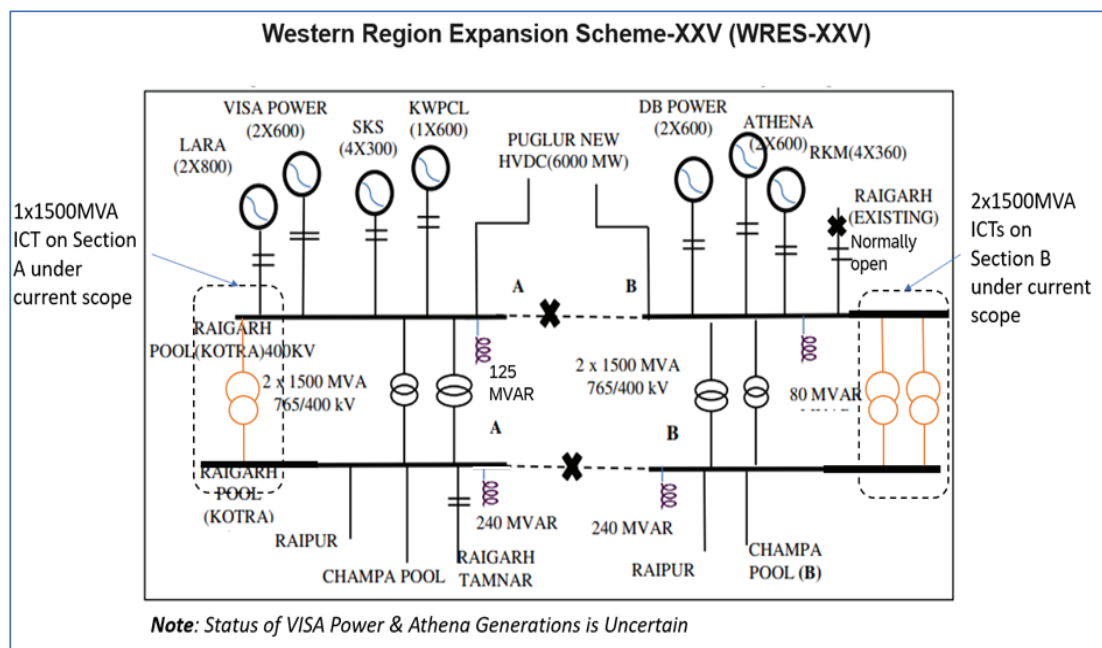 Western Region Expansion Scheme-XXV (WRES-XXV)
LARA
(2X800)
VISA POWER
(2X600)
SKS
(4X300)
KWPCL
(1X600)
PUGLUR NEW
HVDC(6000 MW)
DB POWER
(2X600)
ATHENA
(2X600)
RKM(4X360)
RAIGARH
(EXISTING)
Normally
open
1x1500MVA
ICT on Section
A under
current scope
2x1500MVA
ICTs on
Section B
under current
scope
A
B
RAIGARH
POOL(KOTRA)400KV
2 x 1500 MVA
765/400 kV
125
MVAR
2 x 1500 MVA
765/400 kV
80 MVAR
A
B
RAIGARH
POOL
(KOTRA)
RAIPUR
CHAMPA POOL
RAIGARH
TAMNAR
240 MVAR
240 MVAR
RAIPUR
CHAMPA
POOL (B)
Note: Status of VISA Power & Athena Generations is Uncertain